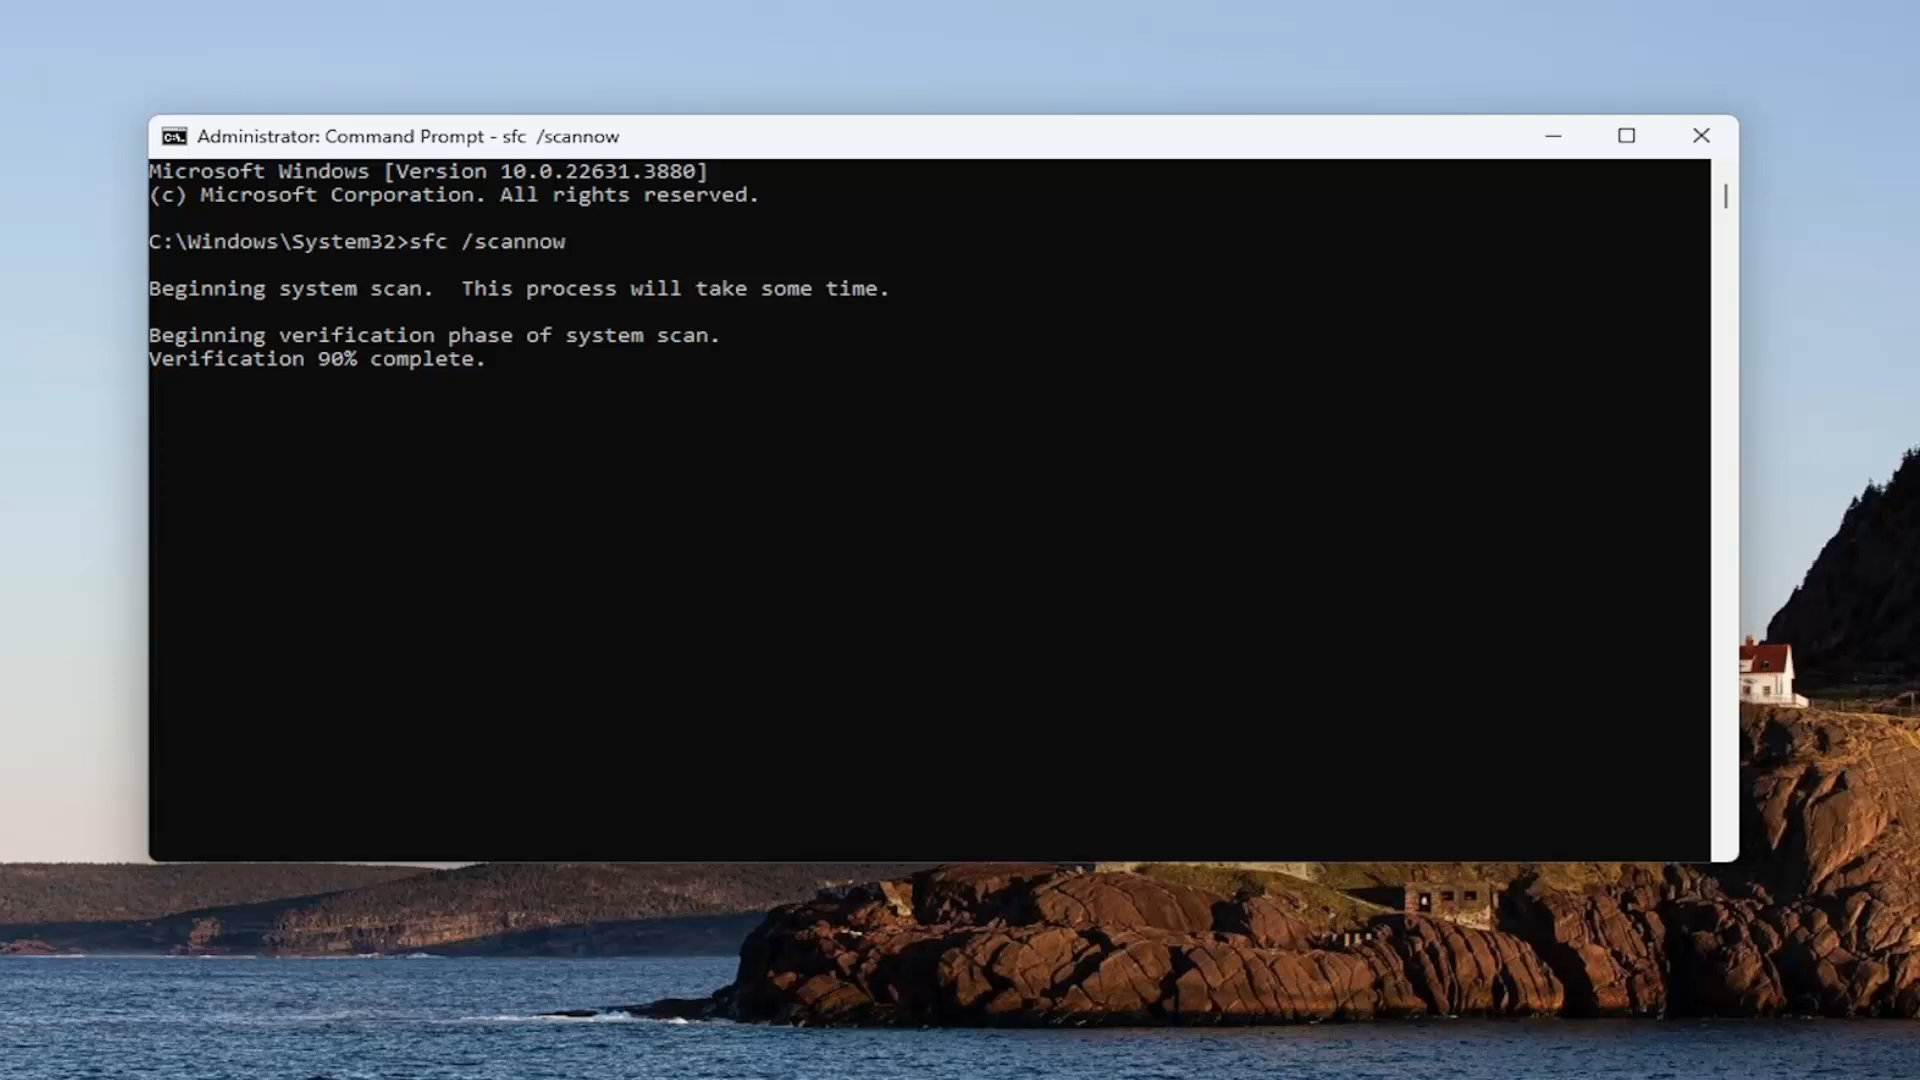 Administrator: Command Prompt - sfc  /scannow
Microsoft Windows [Version 10.0.22631.3880]
(c) Microsoft Corporation. All rights reserved.
C:\Windows\System32>sfc /scannow
Beginning system scan.  This process will take some time.
Beginning verification phase of system scan.
Verification 90% complete.